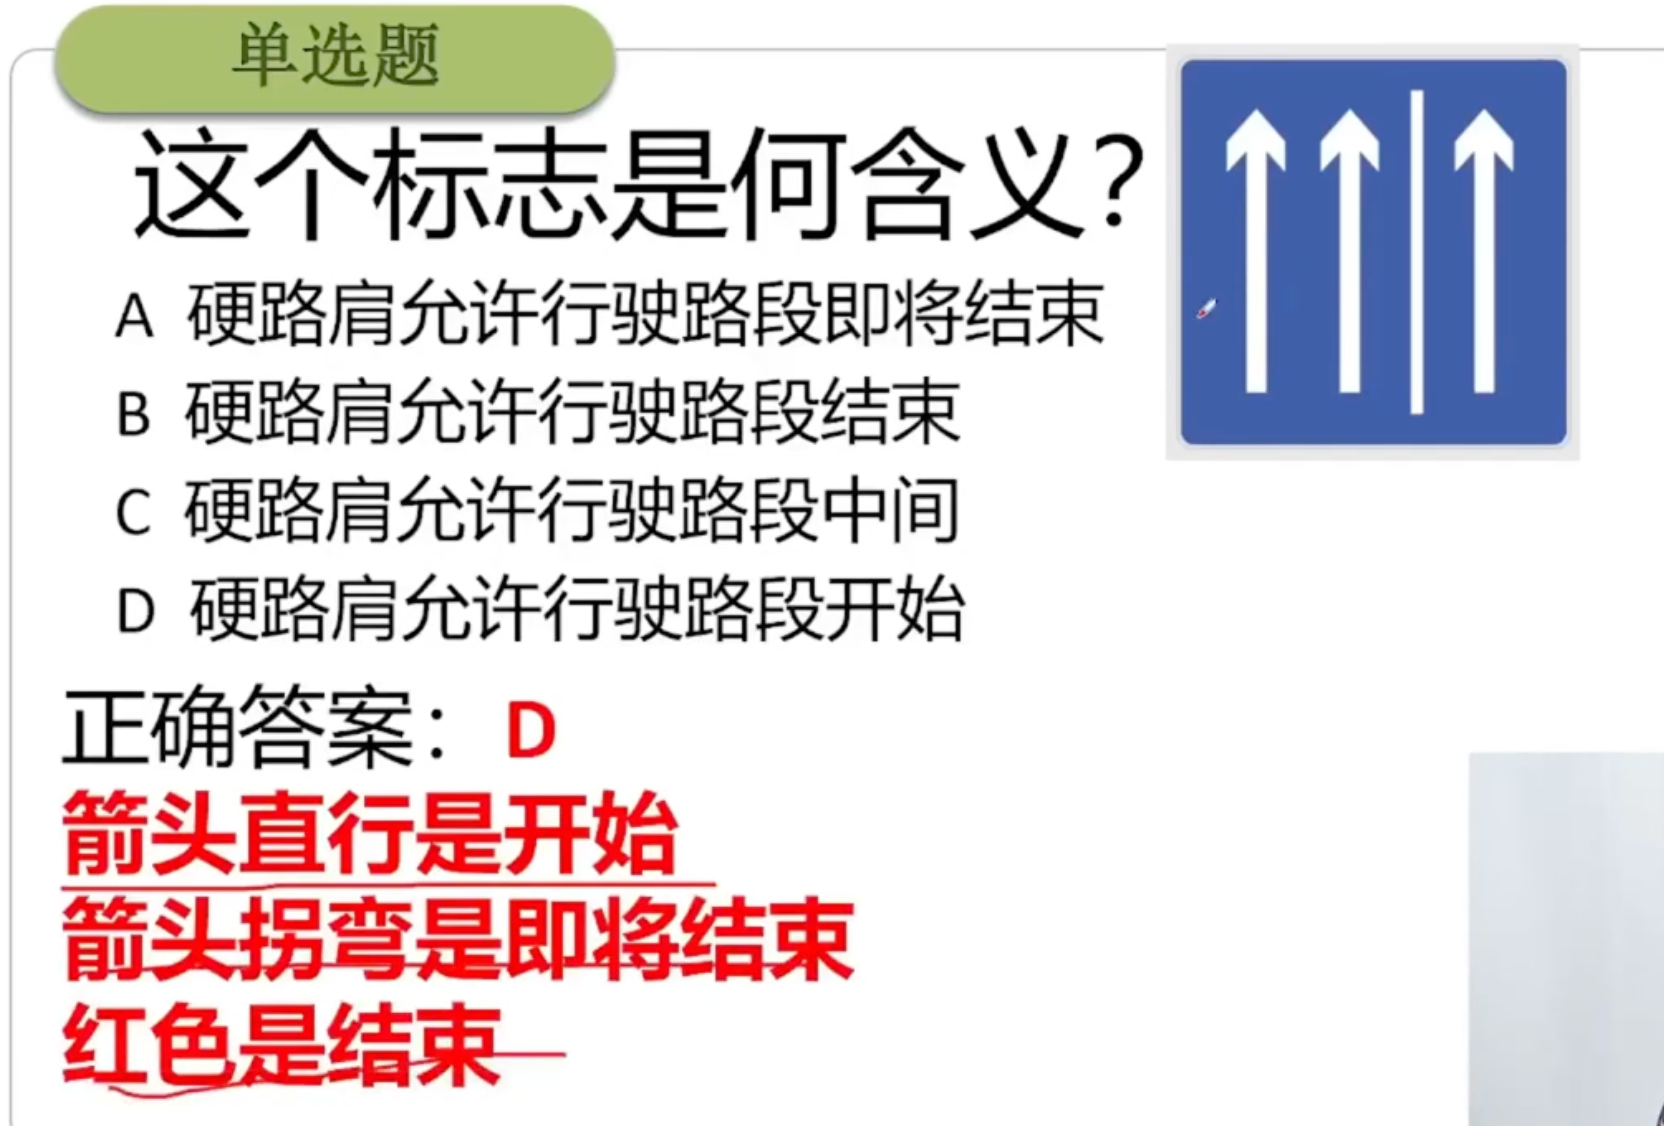 单选题
这个标志是何含义?
A 硬路肩允许行驶路段即将结束
B 硬路肩允许行驶路段结束
C 硬路肩允许行驶路段中间
D 硬路肩允许行驶路段开始
正确答案：D
箭头直行是开始
箭头拐弯是即将结束
红色是结束